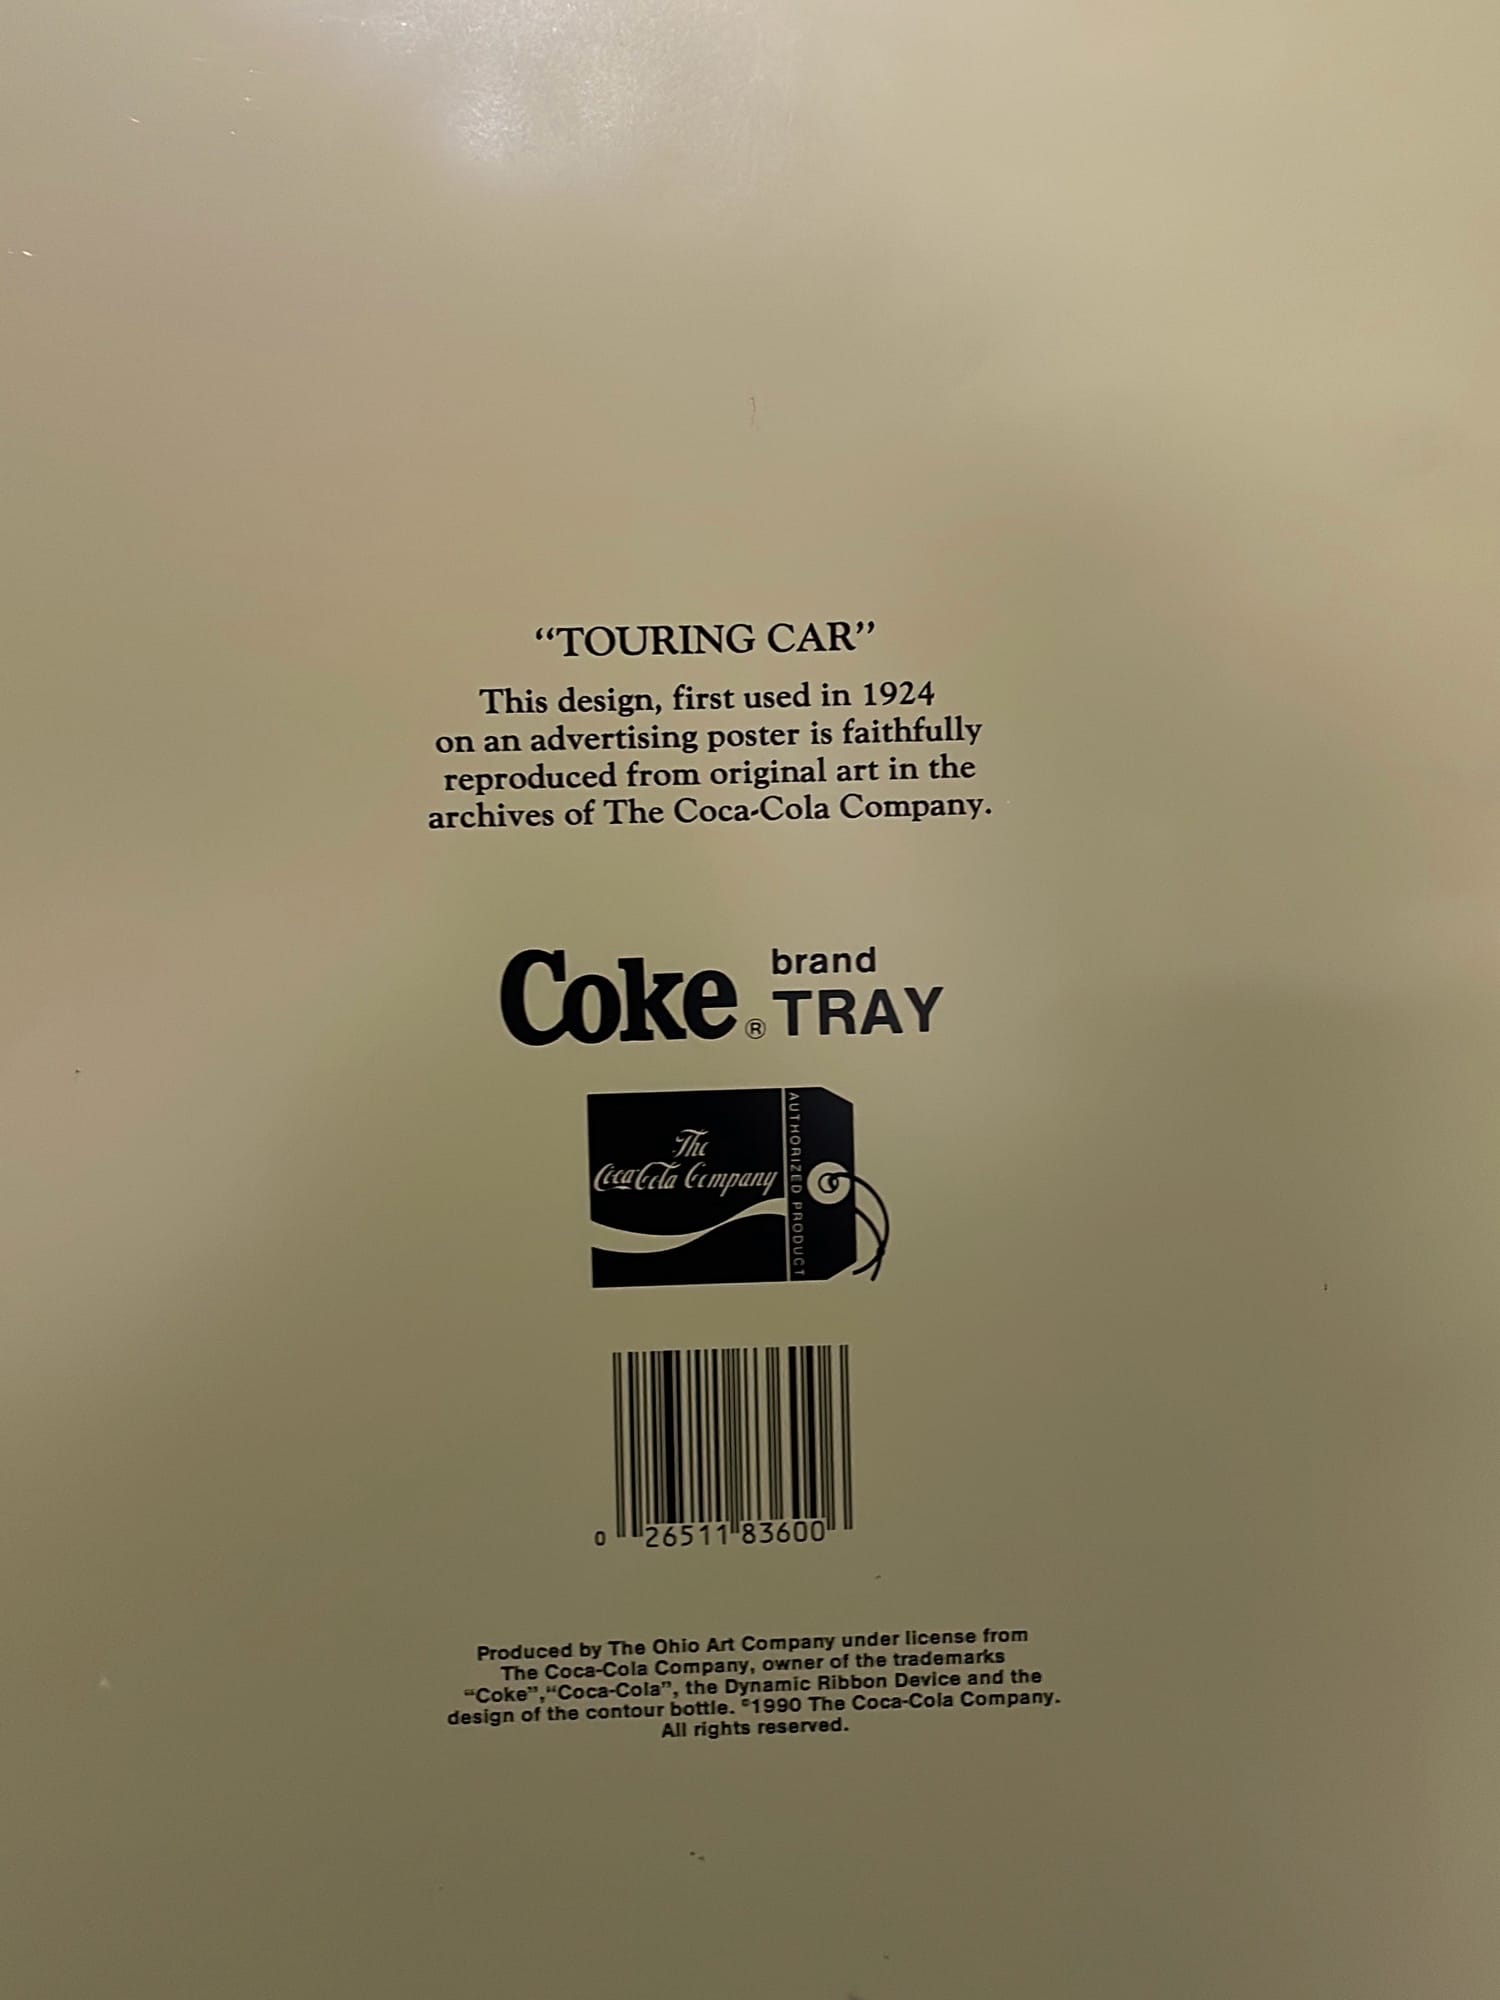 “TOURING CAR”
This design, first used in 1924
on an advertising poster is faithfully
reproduced from original art in the
archives of The Coca-Cola Company.
Coke® brand
TRAY
The
Coca-Cola Company
AUTHORIZED PRODUCT
0 26511 83600
Produced by The Ohio Art Company under license from
The Coca-Cola Company, owner of the trademarks
“Coke”,“Coca-Cola”, the Dynamic Ribbon Device and the
design of the contour bottle. ©1990 The Coca-Cola Company.
All rights reserved.